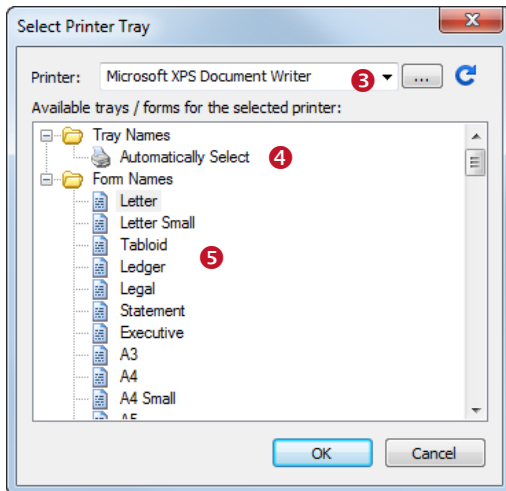 Select Printer Tray
Printer: Microsoft XPS Document Writer 3 ...
Available trays / forms for the selected printer:
Tray Names
Automatically Select 4
Form Names
Letter
Letter Small
Tabloid
Ledger 5
Legal
Statement
Executive
A3
A4
A4 Small
A5
OK Cancel